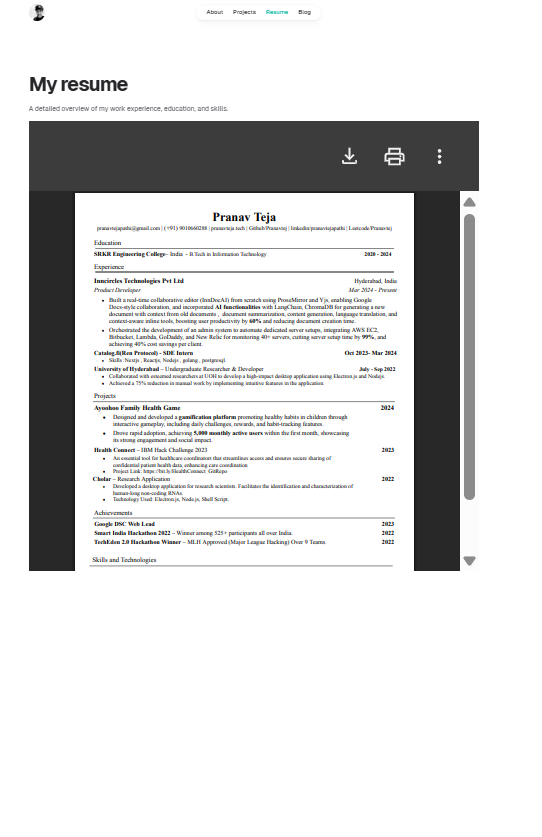 About Projects Resume Blog
My resume
A detailed overview of my work experience, education, and skills.
Pranav Teja
pranavtejapathi@gmail.com | (+91) 9010660288 | pranavteja.tech | Github/Pranavtej | linkedin/pranavtejapathi | Leetcode/Pranavtej
Education
SRKR Engineering College– India - B.Tech in Information Technology 2020 - 2024
Experience
Inncircles Technologies Pvt Ltd Hyderabad, India
Product Developer Mar 2024 - Present
• Built a real-time collaborative editor (InnDocAI) from scratch using ProseMirror and Y.js, enabling Google
Docs-style collaboration, and incorporated AI functionalities with LangChain, ChromaDB for generating a new
document with context from old documents , document summarization, content generation, language translation, and
context-aware inline tools, boosting user productivity by 60% and reducing document creation time.
• Orchestrated the development of an admin system to automate dedicated server setups, integrating AWS EC2,
Bitbucket, Lambda, GoDaddy, and New Relic for monitoring 40+ servers, cutting server setup time by 99%, and
achieving 40% cost savings per client.
Catalog.fi(Ren Protocol) - SDE Intern Oct 2023- Mar 2024
• Skills :Nextjs , Reactjs, Nodejs , golang , postgresql.
University of Hyderabad – Undergraduate Researcher & Developer July - Sep 2022
• Collaborated with esteemed researchers at UOH to develop a high-impact desktop application using Electron.js and Nodejs.
• Achieved a 75% reduction in manual work by implementing intuitive features in the application.
Projects
Ayoohoo Family Health Game 2024
• Designed and developed a gamification platform promoting healthy habits in children through
interactive gameplay, including daily challenges, rewards, and habit-tracking features.
• Drove rapid adoption, achieving 5,000 monthly active users within the first month, showcasing
its strong engagement and social impact.
Health Connect – IBM Hack Challenge 2023 2023
• An essential tool for healthcare coordinators that streamlines access and ensures secure sharing of
confidential patient health data, enhancing care coordination
• Project Link: https://bit.ly/HealthConnect_GitRepo
Cholar – Research Application 2022
• Developed a desktop application for research scientists. Facilitates the identification and characterization of
human-long non-coding RNAs
• Technology Used: Electron.js, Node.js, Shell Script.
Achievements
Google DSC Web Lead 2023
Smart India Hackathon 2022 – Winner among 525+ participants all over India. 2022
TechEden 2.0 Hackathon Winner – MLH Approved (Major League Hacking) Over 9 Teams. 2022
Skills and Technologies